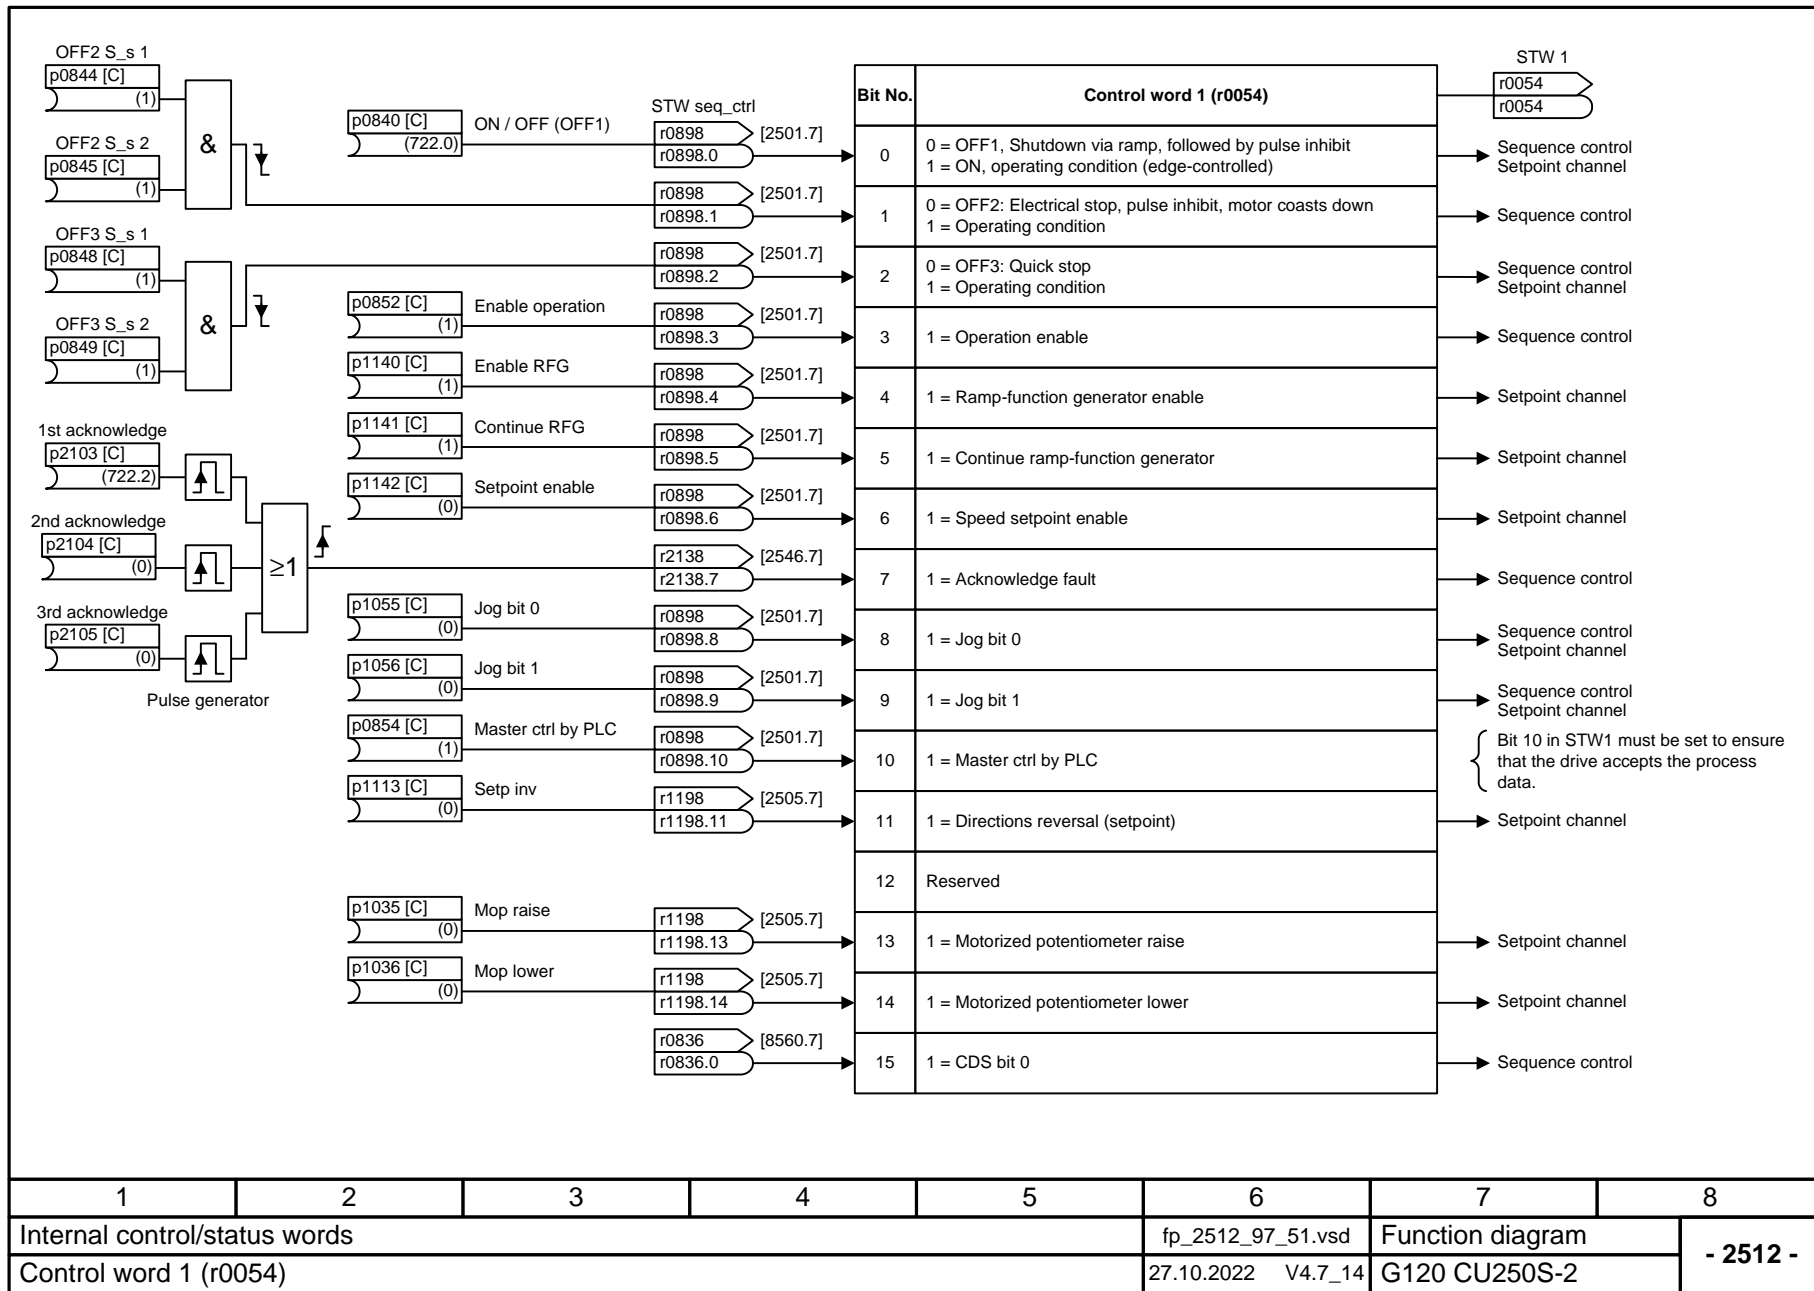 OFF2 S_s 1
p0844 [C]
(1)
OFF2 S_s 2
p0845 [C]
(1)
&
OFF3 S_s 1
p0848 [C]
(1)
OFF3 S_s 2
p0849 [C]
(1)
&
1st acknowledge
p2103 [C]
(722.2)
2nd acknowledge
p2104 [C]
(0)
3rd acknowledge
p2105 [C]
(0)
≥1
Pulse generator
p0840 [C]
(722.0)
ON / OFF (OFF1)
p0852 [C]
(1)
Enable operation
p1140 [C]
(1)
Enable RFG
p1141 [C]
(1)
Continue RFG
p1142 [C]
(0)
Setpoint enable
p1055 [C]
(0)
Jog bit 0
p1056 [C]
(0)
Jog bit 1
p0854 [C]
(1)
Master ctrl by PLC
p1113 [C]
(0)
Setp inv
p1035 [C]
(0)
Mop raise
p1036 [C]
(0)
Mop lower
STW seq_ctrl
r0898 [2501.7]
r0898.0
r0898 [2501.7]
r0898.1
r0898 [2501.7]
r0898.2
r0898 [2501.7]
r0898.3
r0898 [2501.7]
r0898.4
r0898 [2501.7]
r0898.5
r0898 [2501.7]
r0898.6
r2138 [2546.7]
r2138.7
r0898 [2501.7]
r0898.8
r0898 [2501.7]
r0898.9
r0898 [2501.7]
r0898.10
r1198 [2505.7]
r1198.11
r1198 [2505.7]
r1198.13
r1198 [2505.7]
r1198.14
r0836 [8560.7]
r0836.0
Bit No. Control word 1 (r0054)
0 0 = OFF1, Shutdown via ramp, followed by pulse inhibit
1 = ON, operating condition (edge-controlled)
1 0 = OFF2: Electrical stop, pulse inhibit, motor coasts down
1 = Operating condition
2 0 = OFF3: Quick stop
1 = Operating condition
3 1 = Operation enable
4 1 = Ramp-function generator enable
5 1 = Continue ramp-function generator
6 1 = Speed setpoint enable
7 1 = Acknowledge fault
8 1 = Jog bit 0
9 1 = Jog bit 1
10 1 = Master ctrl by PLC
11 1 = Directions reversal (setpoint)
12 Reserved
13 1 = Motorized potentiometer raise
14 1 = Motorized potentiometer lower
15 1 = CDS bit 0
STW 1
r0054
r0054
Sequence control
Setpoint channel
Sequence control
Sequence control
Setpoint channel
Sequence control
Setpoint channel
Setpoint channel
Setpoint channel
Sequence control
Sequence control
Setpoint channel
Sequence control
Setpoint channel
Bit 10 in STW1 must be set to ensure
that the drive accepts the process
data.
Setpoint channel
Setpoint channel
Setpoint channel
Sequence control
1 2 3 4 5 6 7 8
Internal control/status words fp_2512_97_51.vsd Function diagram
- 2512 -
Control word 1 (r0054) 27.10.2022 V4.7_14 G120 CU250S-2